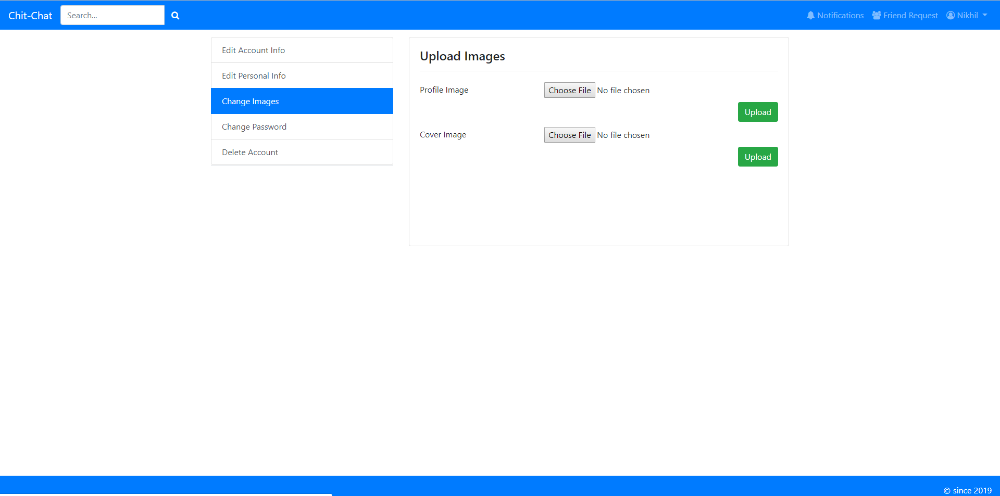 Chit-Chat Search... Notifications Friend Request Nikhil
Edit Account Info
Edit Personal Info
Change Images
Change Password
Delete Account
Upload Images
Profile Image Choose File No file chosen
Upload
Cover Image Choose File No file chosen
Upload
© since 2019